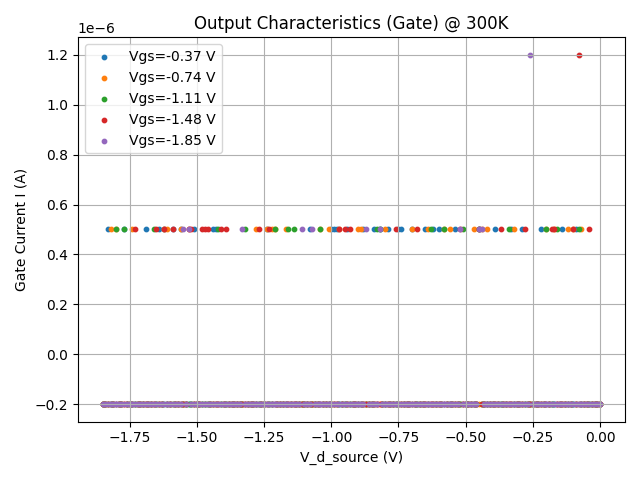 Output Characteristics (Gate) @ 300K
1e−6
Vgs=-0.37 V
Vgs=-0.74 V
Vgs=-1.11 V
Vgs=-1.48 V
Vgs=-1.85 V
Gate Current I (A)
1.2
1.0
0.8
0.6
0.4
0.2
0.0
−0.2
−1.75 −1.50 −1.25 −1.00 −0.75 −0.50 −0.25 0.00
V_d_source (V)